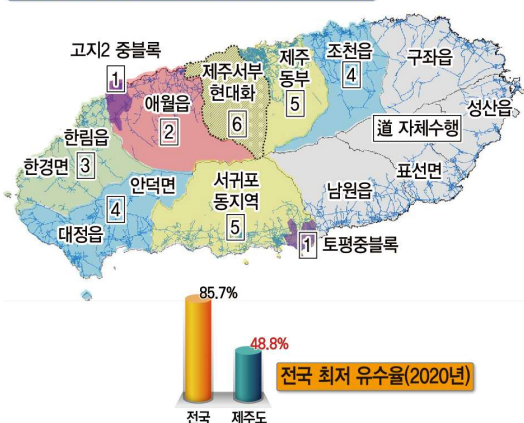 고지2 중블록
1
애월읍
2
제주서부
현대화
6
제주
동부
5
조천읍
4
구좌읍
성산읍
道 자체수행
표선면
남원읍
한림읍
한경면
3
안덕면
4
대정읍
서귀포
동지역
5
1
토평중블록
85.7%
48.8%
전국 최저 유수율(2020년)
전국
제주도